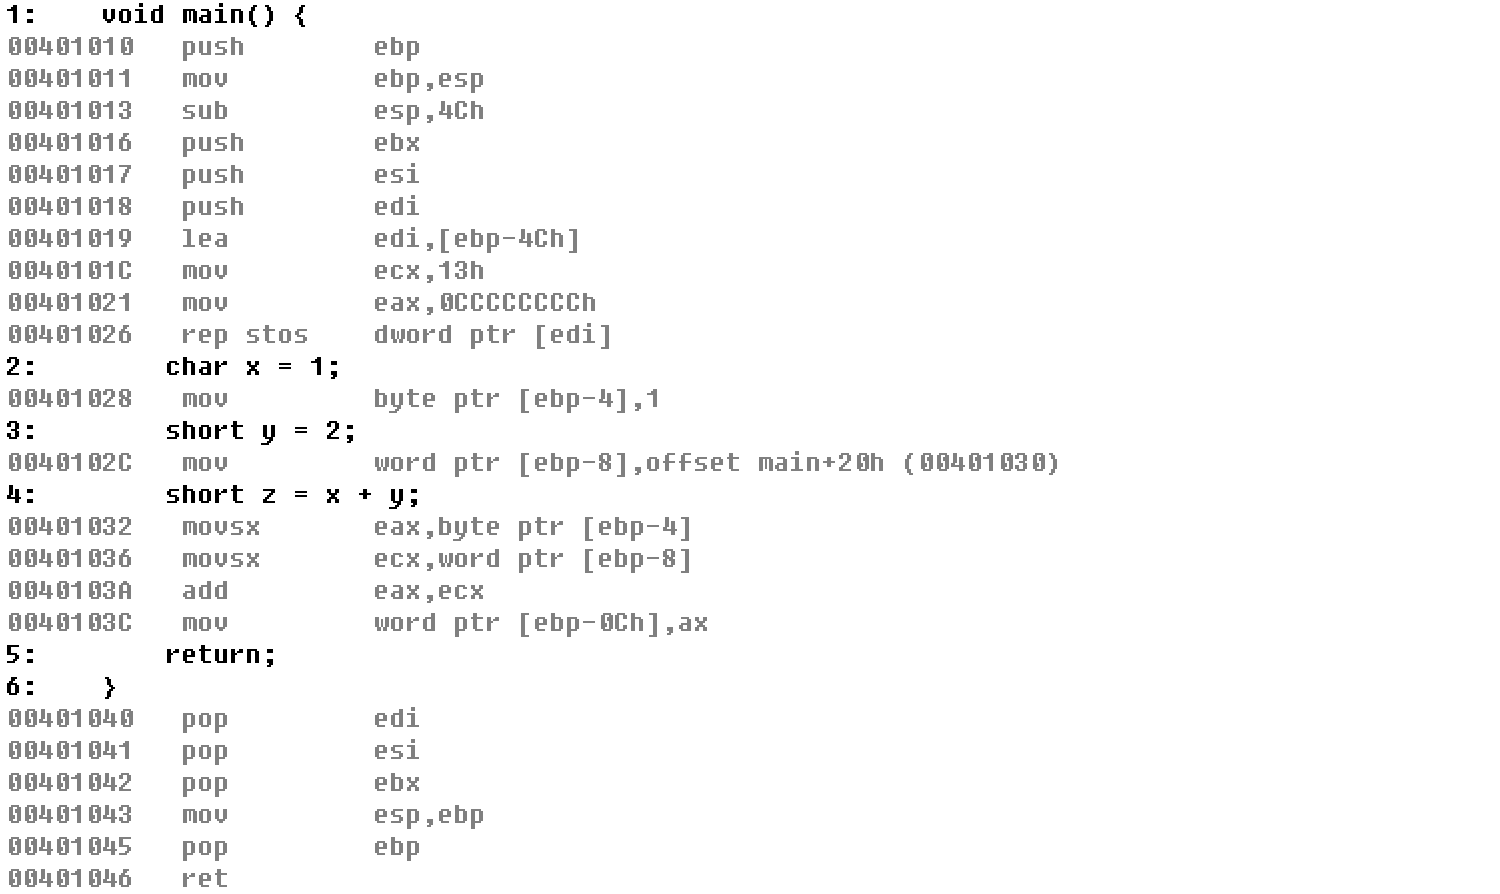 1:    void main() {
00401010   push        ebp
00401011   mov         ebp,esp
00401013   sub         esp,4Ch
00401016   push        ebx
00401017   push        esi
00401018   push        edi
00401019   lea         edi,[ebp-4Ch]
0040101C   mov         ecx,13h
00401021   mov         eax,0CCCCCCCCh
00401026   rep stos    dword ptr [edi]
2:        char x = 1;
00401028   mov         byte ptr [ebp-4],1
3:        short y = 2;
0040102C   mov         word ptr [ebp-8],offset main+20h (00401030)
4:        short z = x + y;
00401032   movsx       eax,byte ptr [ebp-4]
00401036   movsx       ecx,word ptr [ebp-8]
0040103A   add         eax,ecx
0040103C   mov         word ptr [ebp-0Ch],ax
5:        return;
6:    }
00401040   pop         edi
00401041   pop         esi
00401042   pop         ebx
00401043   mov         esp,ebp
00401045   pop         ebp
00401046   ret